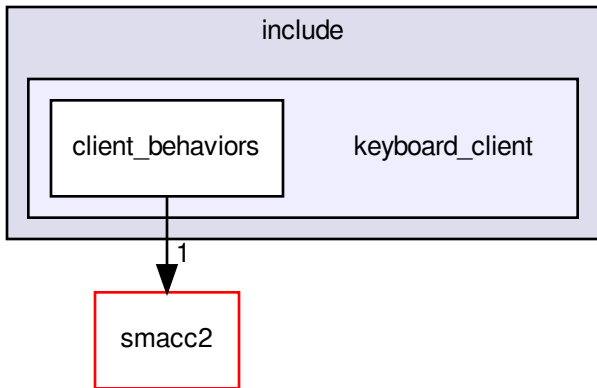 include
client_behaviors
keyboard_client
1
smacc2